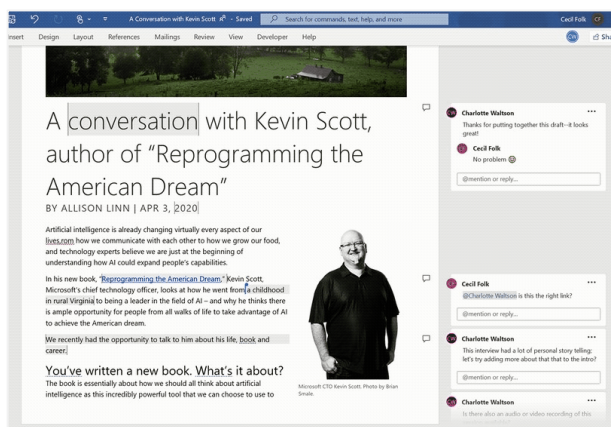 A Conversation with Kevin Scott - Saved
Search for commands, text, help, and more
Cecil Folk CF
nsert Design Layout References Mailings Review View Developer Help
CW Sha
A conversation with Kevin Scott,
author of “Reprogramming the
American Dream”
BY ALLISON LINN | APR 3, 2020
Artificial intelligence is already changing virtually every aspect of our
lives.rom how we communicate with each other to how we grow our food,
and technology experts believe we are just at the beginning of
understanding how AI could expand people's capabilities.
In his new book, “Reprogramming the American Dream,” Kevin Scott,
Microsoft's chief technology officer, looks at how he went from a childhood
in rural Virginia to being a leader in the field of AI – and why he thinks there
is ample opportunity for people from all walks of life to take advantage of AI
to achieve the American dream.
We recently had the opportunity to talk to him about his life, book and
career.
You've written a new book. What's it about?
The book is essentially about how we should all think about artificial
intelligence as this incredibly powerful tool that we can choose to use to
Microsoft CTO Kevin Scott. Photo by Brian
Smale.
CW Charlotte Waltson
Thanks for putting together this draft--it looks
great!
Cecil Folk
No problem 😀
@mention or reply...
Cecil Folk
@Charlotte Waltson is this the right link?
@mention or reply...
CW Charlotte Waltson
This interview had a lot of personal story telling;
let's try adding more about that that to the intro?
@mention or reply...
CW Charlotte Waltson
Is there also an audio or video recording of this